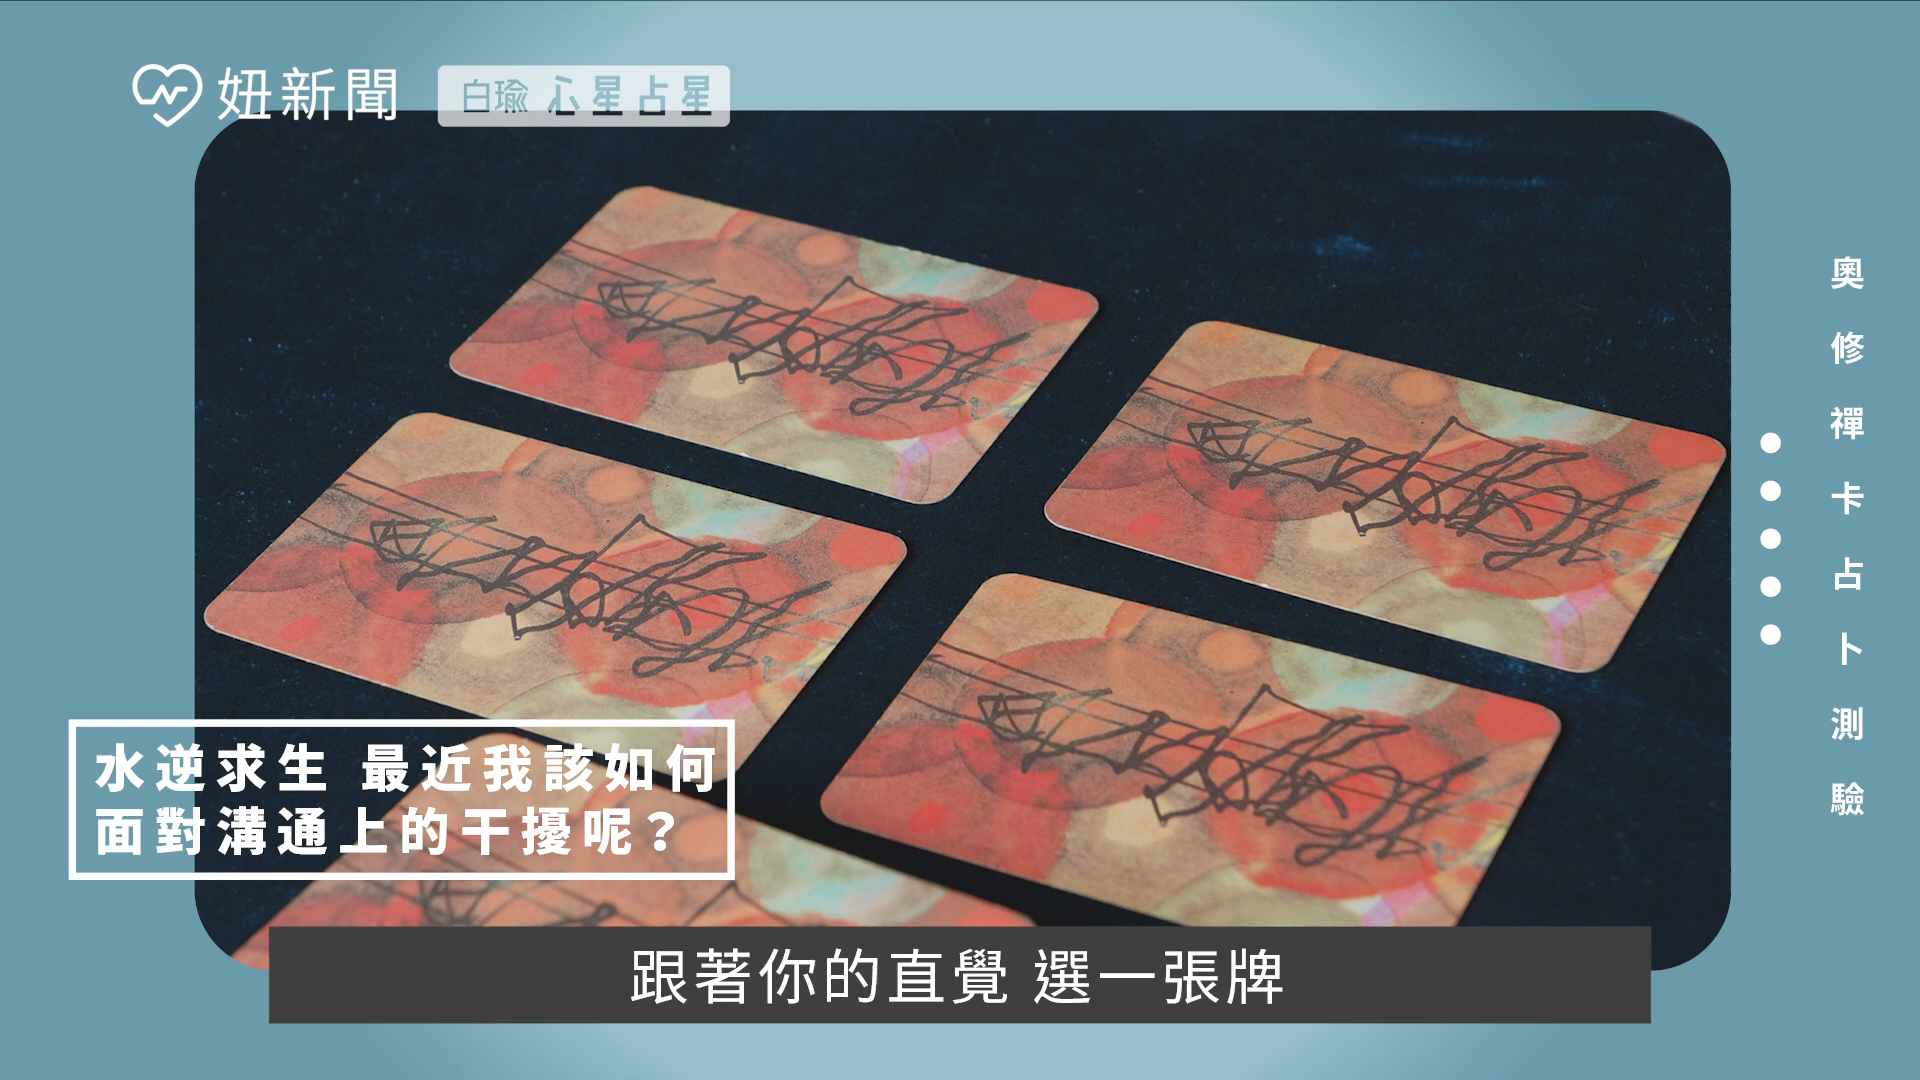 妞新聞
白瑜 心星占星
奧修禪卡占卜測驗
水逆求生 最近我該如何
面對溝通上的干擾呢？
跟著你的直覺 選一張牌